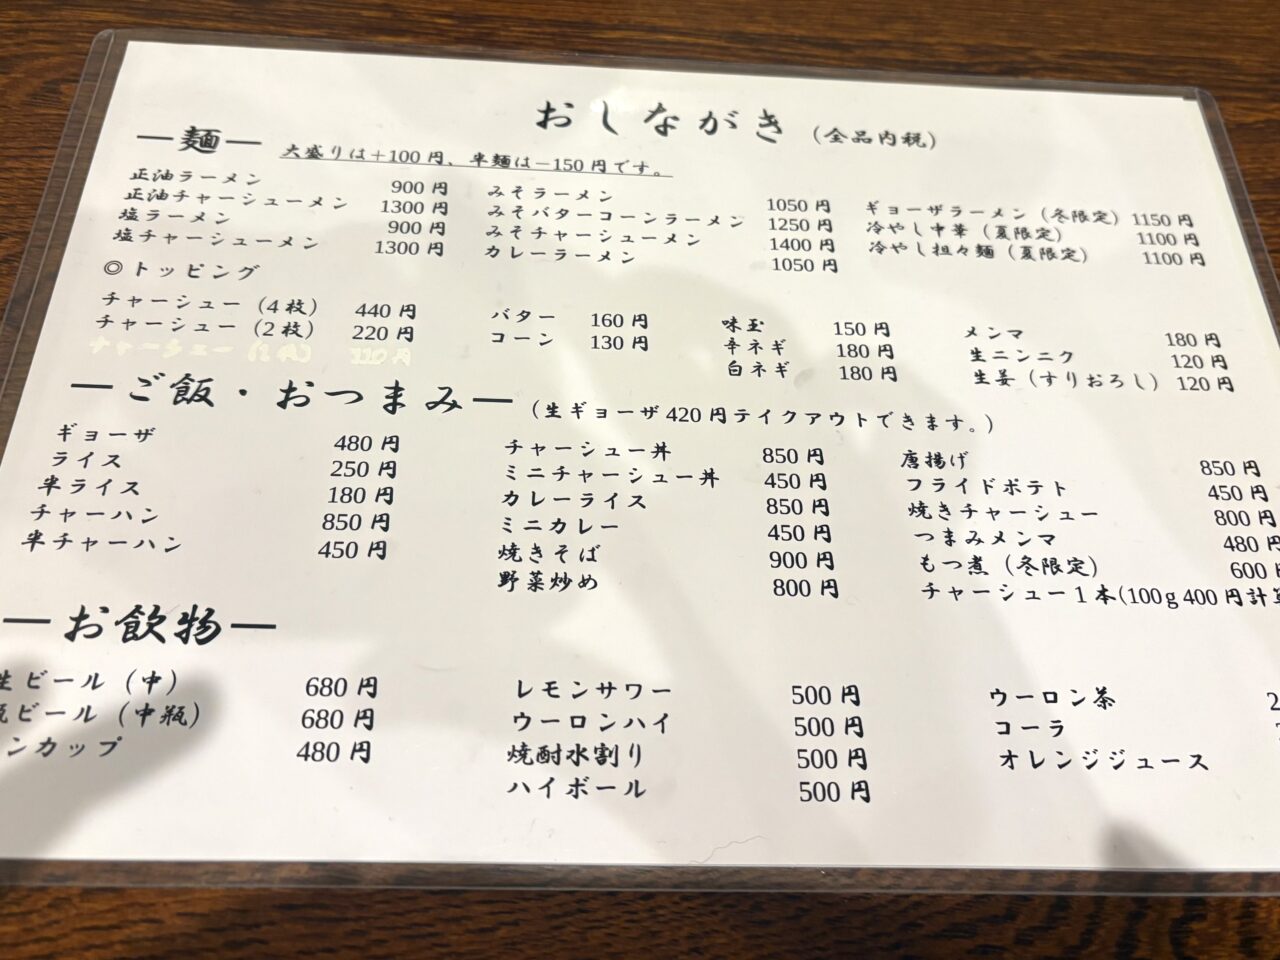 おしながき（全品内税）
―麺― 大盛りは＋100円、半麺は－150円です。
正油ラーメン 900円
正油チャーシューメン 1300円
塩ラーメン 900円
塩チャーシューメン 1300円
みそラーメン 1050円
みそバターコーンラーメン 1250円
みそチャーシューメン 1400円
カレーラーメン 1050円
ギョーザラーメン（冬限定）1150円
冷やし中華（夏限定） 1100円
冷やし担々麺（夏限定） 1100円
◎トッピング
チャーシュー（4枚） 440円
チャーシュー（2枚） 220円
バター 160円
コーン 130円
味玉 150円
辛ネギ 180円
白ネギ 180円
メンマ 180円
生ニンニク 120円
生姜（すりおろし） 120円
―ご飯・おつまみ―（生ギョーザ420円テイクアウトできます。）
ギョーザ 480円
ライス 250円
半ライス 180円
チャーハン 850円
半チャーハン 450円
チャーシュー丼 850円
ミニチャーシュー丼 450円
カレーライス 850円
ミニカレー 450円
焼きそば 900円
野菜炒め 800円
唐揚げ 850円
フライドポテト 450円
焼きチャーシュー 800円
つまみメンマ 480円
もつ煮（冬限定） 600円
チャーシュー1本(100g400円計算
―お飲物―
生ビール（中） 680円
瓶ビール（中瓶） 680円
ンカップ 480円
レモンサワー 500円
ウーロンハイ 500円
焼酎水割り 500円
ハイボール 500円
ウーロン茶 2
コーラ
オレンジジュース